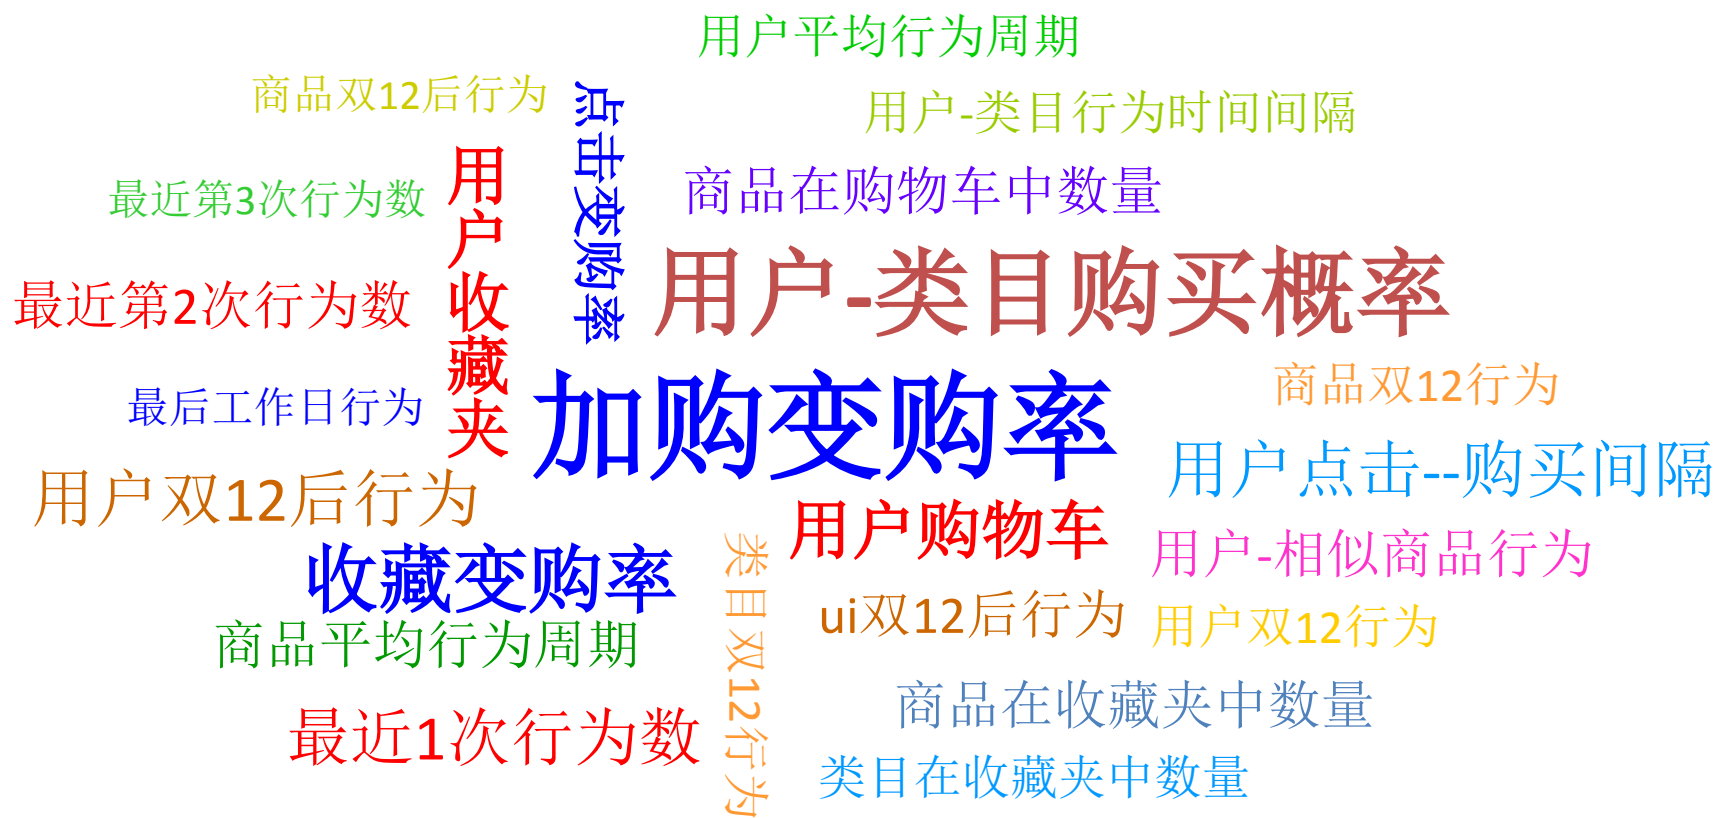 用户平均行为周期
商品双12后行为
点击变购率
用户-类目行为时间间隔
用户收藏夹
商品在购物车中数量
最近第3次行为数
用户-类目购买概率
最近第2次行为数
加购变购率
商品双12行为
最后工作日行为
用户点击--购买间隔
用户双12后行为
用户购物车
用户-相似商品行为
收藏变购率
类目双12行为
ui双12后行为
用户双12行为
商品平均行为周期
商品在收藏夹中数量
最近1次行为数
类目在收藏夹中数量